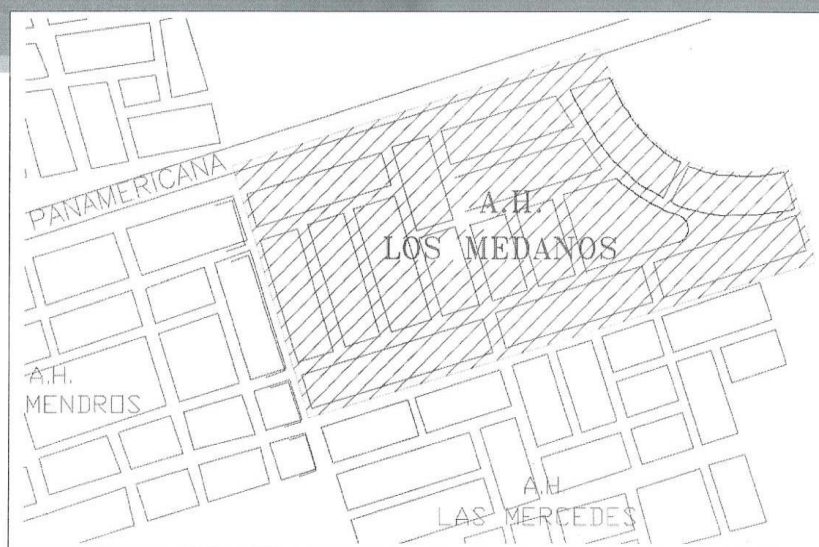 PANAMERICANA
A.H.
LOS MEDANOS
A.H.
MENDROS
A.H
LAS MERCEDES